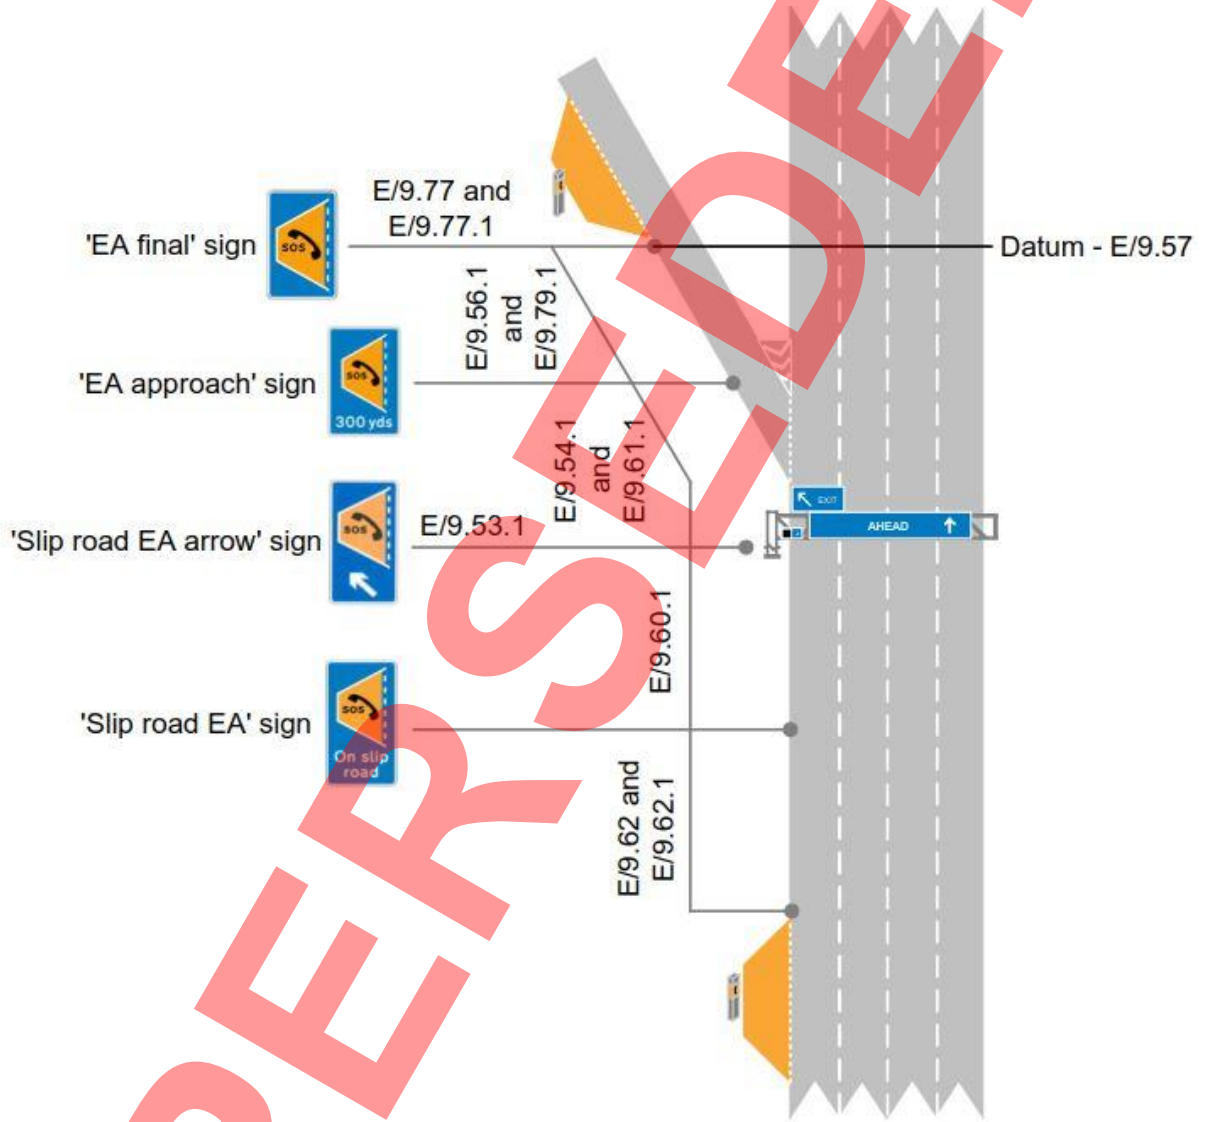 E/9.77 and
E/9.77.1
'EA final' sign
SOS
Datum - E/9.57
E/9.56.1
and
E/9.79.1
'EA approach' sign
SOS
300 yds
E/9.54.1
and
E/9.61.1
EXIT
AHEAD
'Slip road EA arrow' sign
SOS
E/9.53.1
E/9.60.1
'Slip road EA' sign
SOS
On slip
road
E/9.62 and
E/9.62.1
PERSEDE